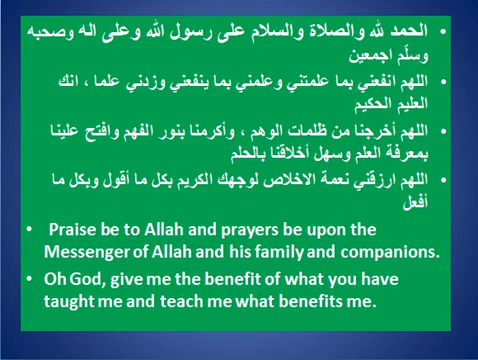 • الحمد لله والصلاة والسلام على رسول الله وعلى اله وصحبه
وسلّم اجمعين
• اللهم انفعني بما علمتني وعلمني بما ينفعني وزدني علما ، انك
العليم الحكيم
• اللهم أخرجنا من ظلمات الوهم ، وأكرمنا بنور الفهم وافتح علينا
بمعرفة العلم وسهل أخلاقنا بالحلم
• اللهم ارزقني نعمة الاخلاص لوجهك الكريم بكل ما أقول وبكل ما
أفعل
• Praise be to Allah and prayers be upon the
Messenger of Allah and his family and companions.
• Oh God, give me the benefit of what you have
taught me and teach me what benefits me.